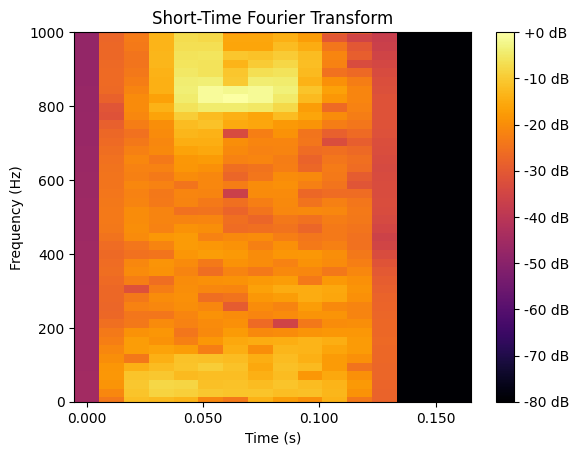 Short-Time Fourier Transform
Frequency (Hz)
1000
800
600
400
200
0
0.000
0.050
0.100
0.150
Time (s)
+0 dB
-10 dB
-20 dB
-30 dB
-40 dB
-50 dB
-60 dB
-70 dB
-80 dB